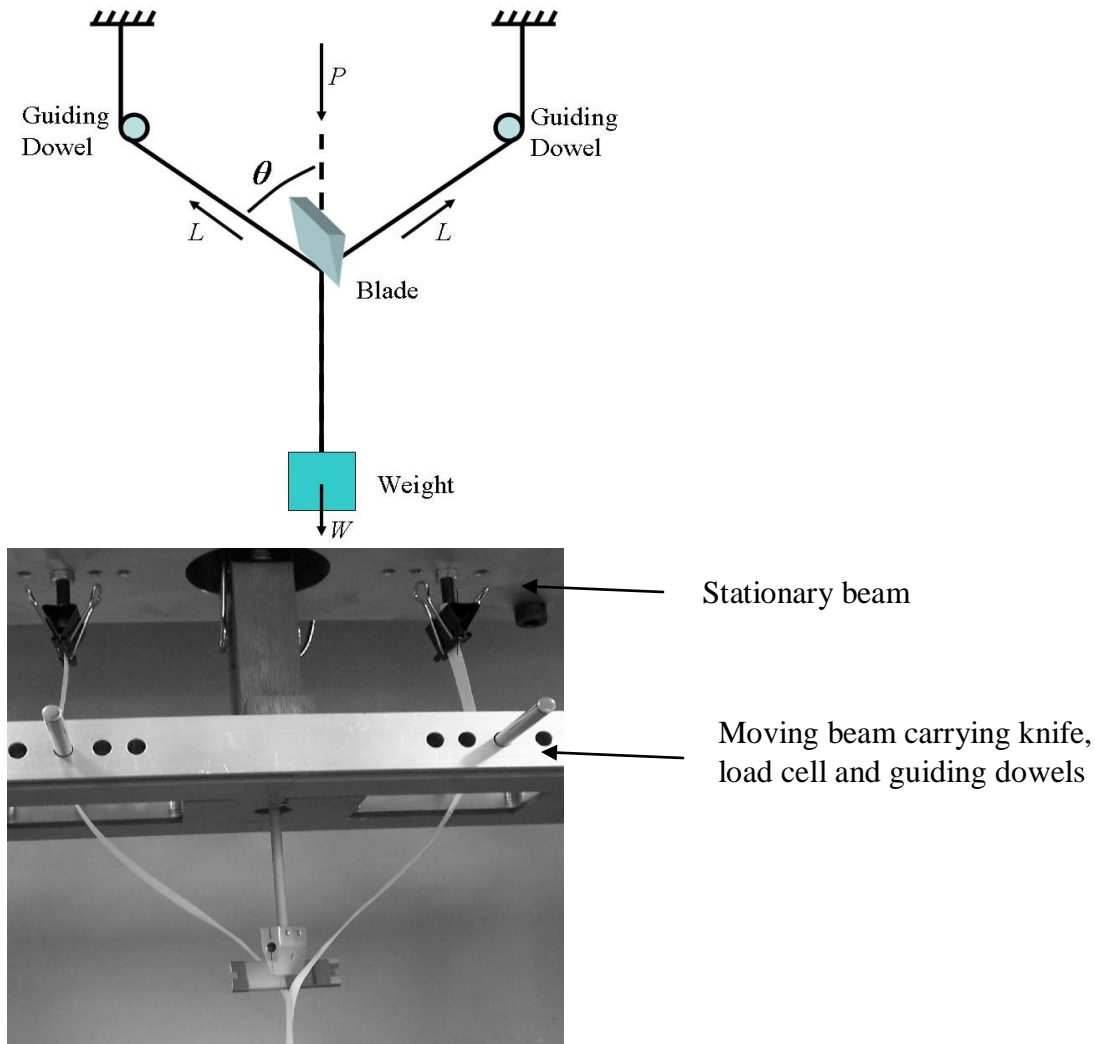 P
Guiding
Dowel
Guiding
Dowel
θ
L
L
Blade
Weight
W
Stationary beam
Moving beam carrying knife,
load cell and guiding dowels